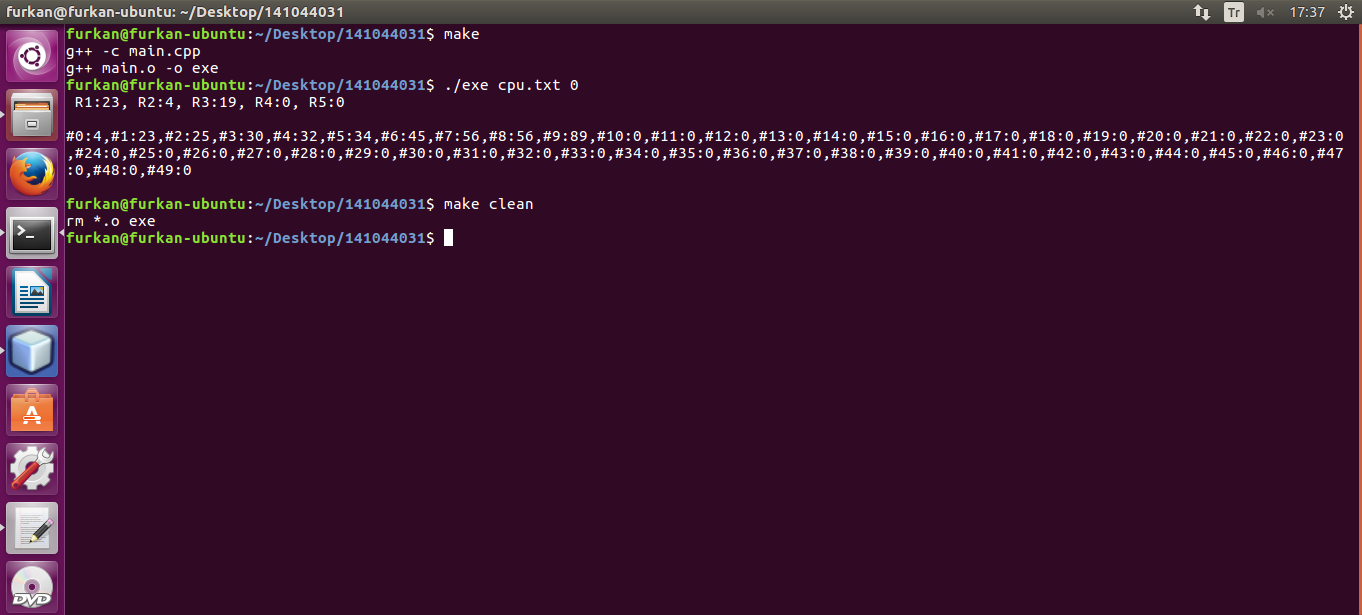 furkan@furkan-ubuntu: ~/Desktop/141044031
Tr
17:37
furkan@furkan-ubuntu:~/Desktop/141044031$ make
g++ -c main.cpp
g++ main.o -o exe
furkan@furkan-ubuntu:~/Desktop/141044031$ ./exe cpu.txt 0
R1:23, R2:4, R3:19, R4:0, R5:0
#0:4,#1:23,#2:25,#3:30,#4:32,#5:34,#6:45,#7:56,#8:56,#9:89,#10:0,#11:0,#12:0,#13:0,#14:0,#15:0,#16:0,#17:0,#18:0,#19:0,#20:0,#21:0,#22:0,#23:0
,#24:0,#25:0,#26:0,#27:0,#28:0,#29:0,#30:0,#31:0,#32:0,#33:0,#34:0,#35:0,#36:0,#37:0,#38:0,#39:0,#40:0,#41:0,#42:0,#43:0,#44:0,#45:0,#46:0,#47
:0,#48:0,#49:0
furkan@furkan-ubuntu:~/Desktop/141044031$ make clean
rm *.o exe
furkan@furkan-ubuntu:~/Desktop/141044031$
DVD